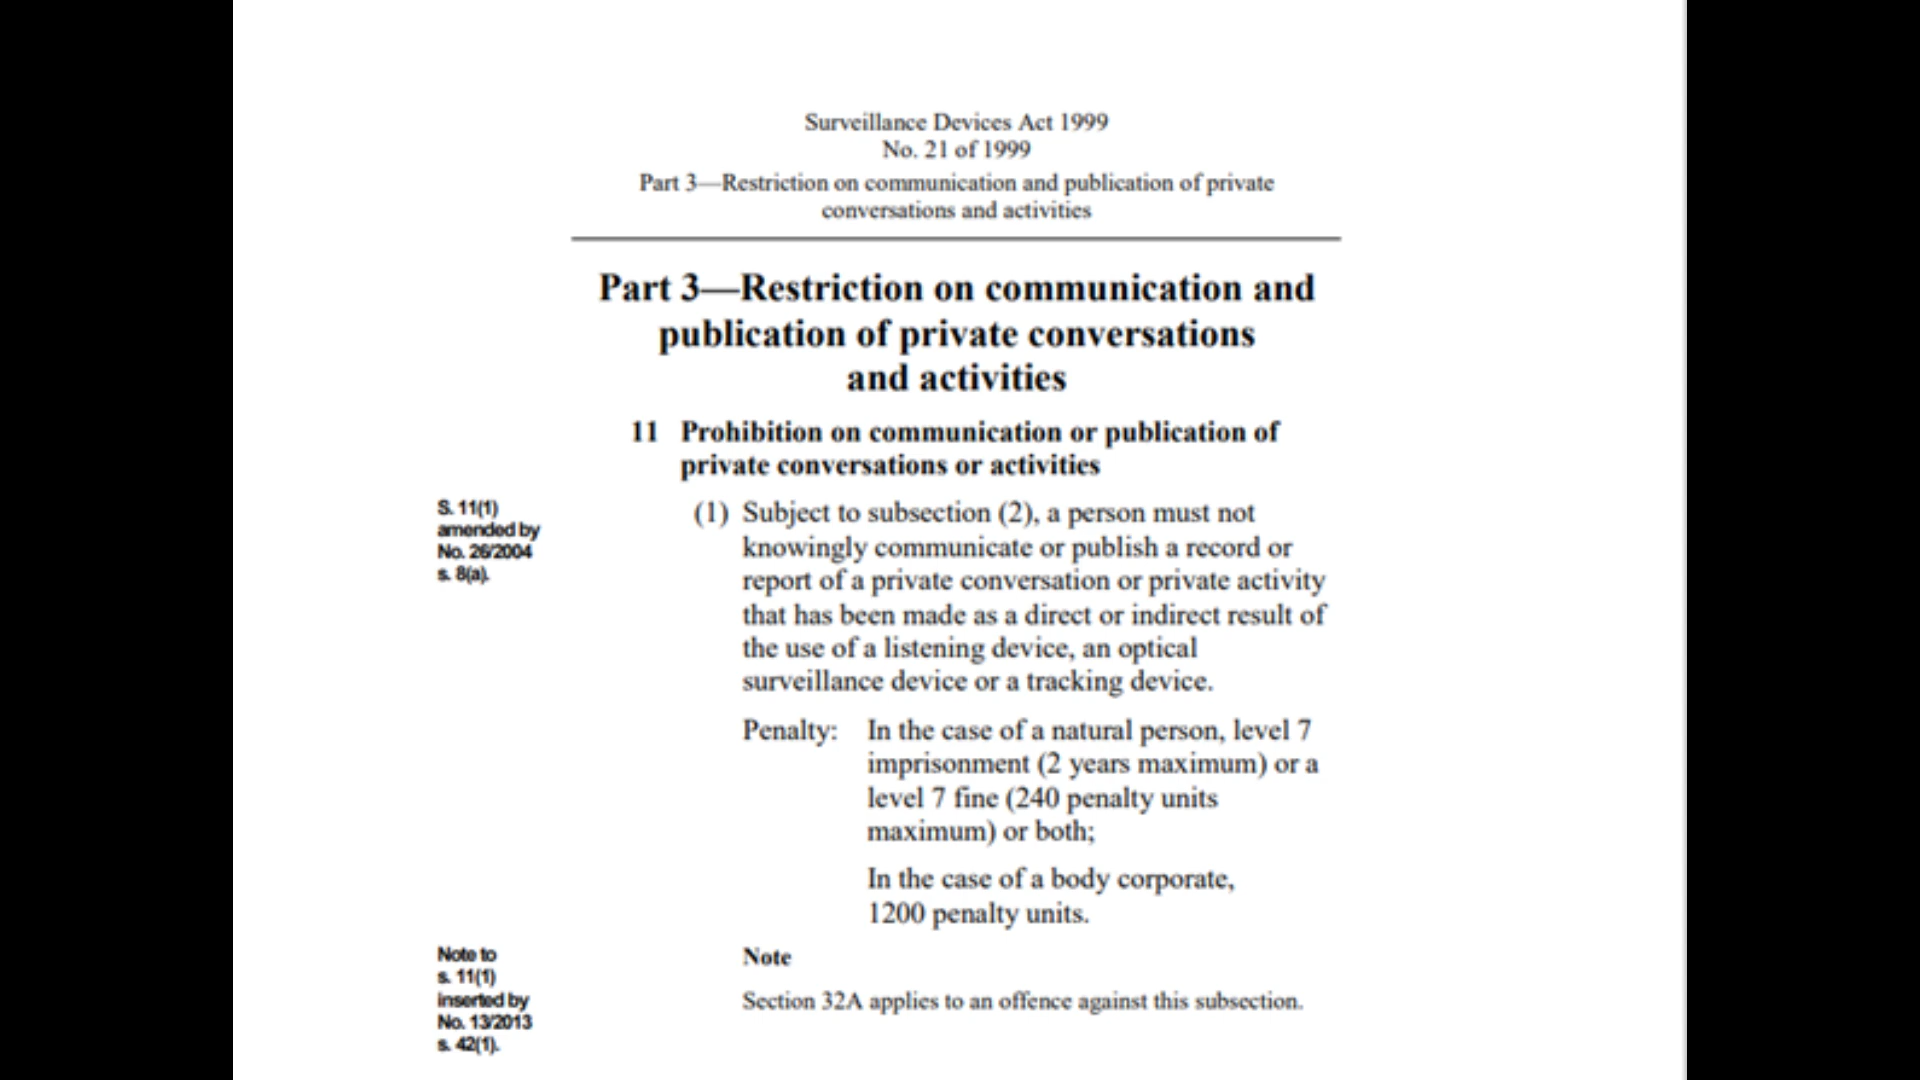 Surveillance Devices Act 1999
No. 21 of 1999
Part 3—Restriction on communication and publication of private
conversations and activities
Part 3—Restriction on communication and
publication of private conversations
and activities
11 Prohibition on communication or publication of
private conversations or activities
S. 11(1)
amended by
No. 26/2004
s. 8(a).
(1) Subject to subsection (2), a person must not
knowingly communicate or publish a record or
report of a private conversation or private activity
that has been made as a direct or indirect result of
the use of a listening device, an optical
surveillance device or a tracking device.
Penalty: In the case of a natural person, level 7
imprisonment (2 years maximum) or a
level 7 fine (240 penalty units
maximum) or both;
In the case of a body corporate,
1200 penalty units.
Note to
s. 11(1)
inserted by
No. 13/2013
s. 42(1).
Note
Section 32A applies to an offence against this subsection.